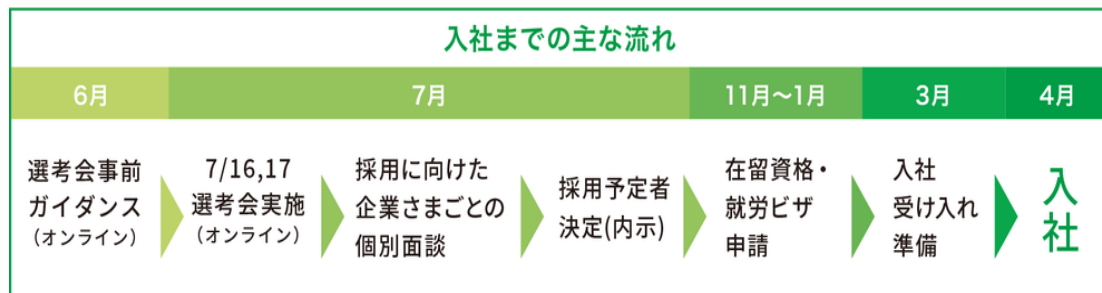 入社までの主な流れ
6月
7月
11月〜1月
3月
4月
選考会事前
ガイダンス
（オンライン）
7/16,17
選考会実施
（オンライン）
採用に向けた
企業さまごとの
個別面談
採用予定者
決定(内示)
在留資格・
就労ビザ
申請
入社
受け入れ
準備
入
社